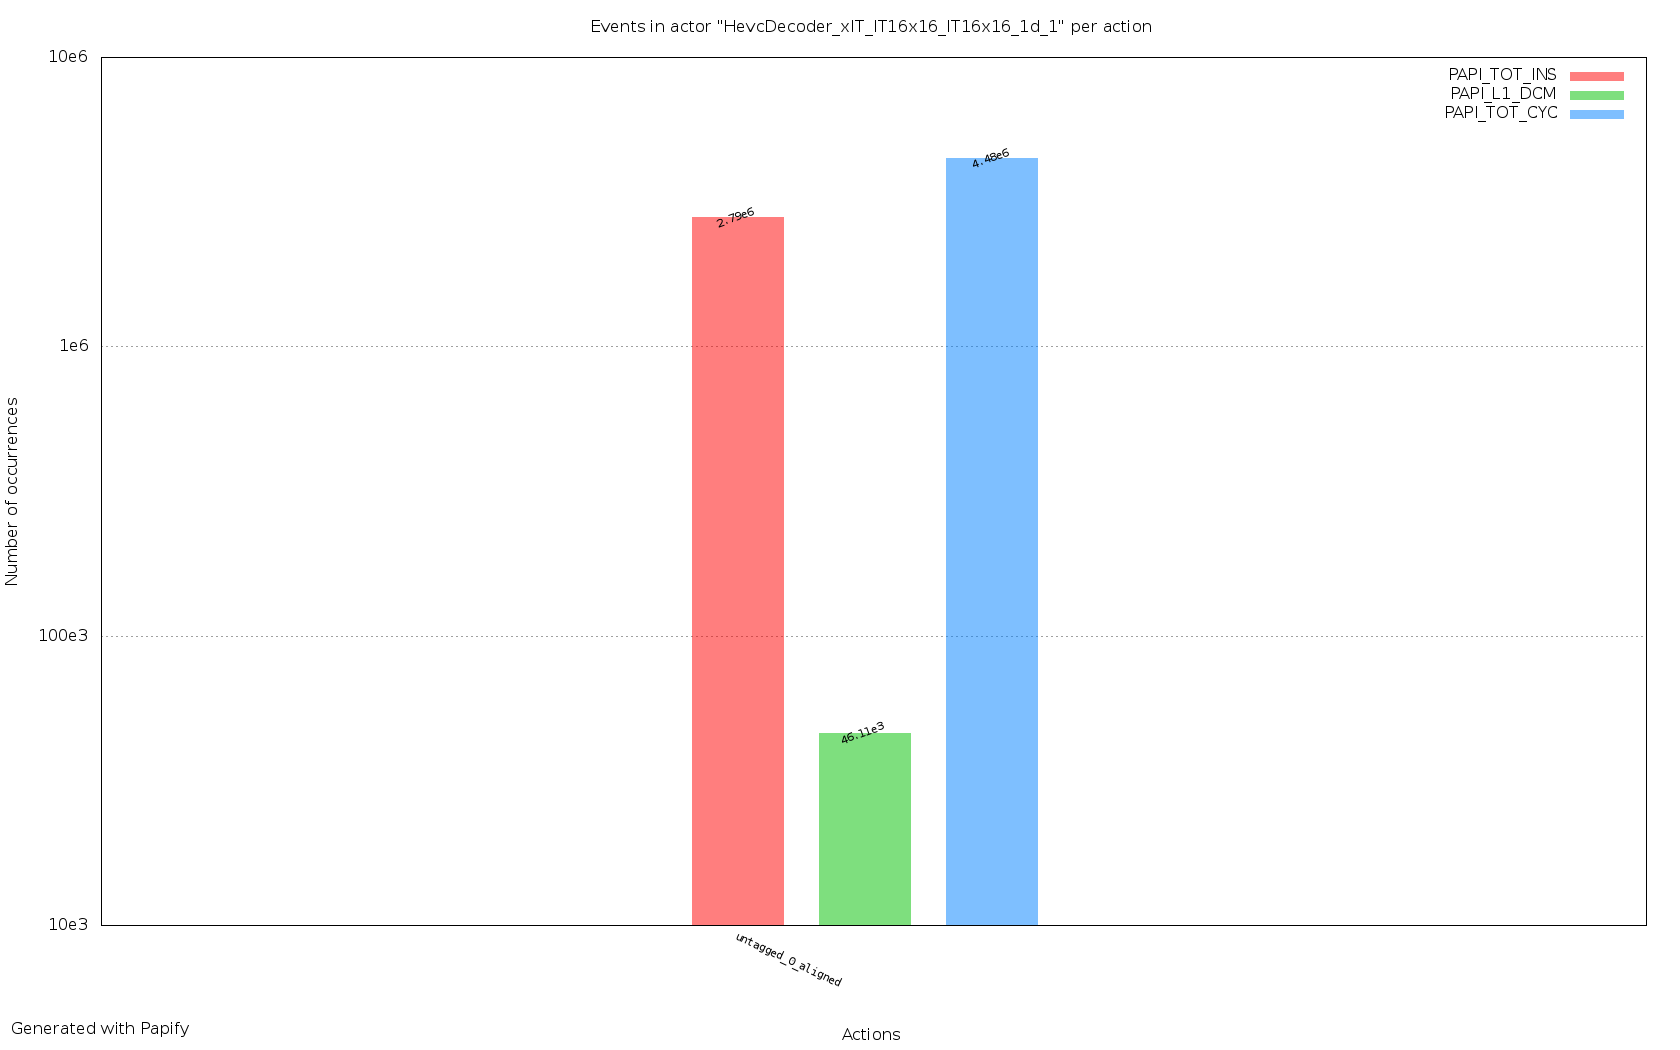 Events in actor "HevcDecoder_xIT_IT16x16_IT16x16_1d_1" per action
10e6
1e6
100e3
10e3
Number of occurrences
PAPI_TOT_INS
PAPI_L1_DCM
PAPI_TOT_CYC
2.79e6
46.11e3
4.48e6
untagged_0_aligned
Actions
Generated with Papify